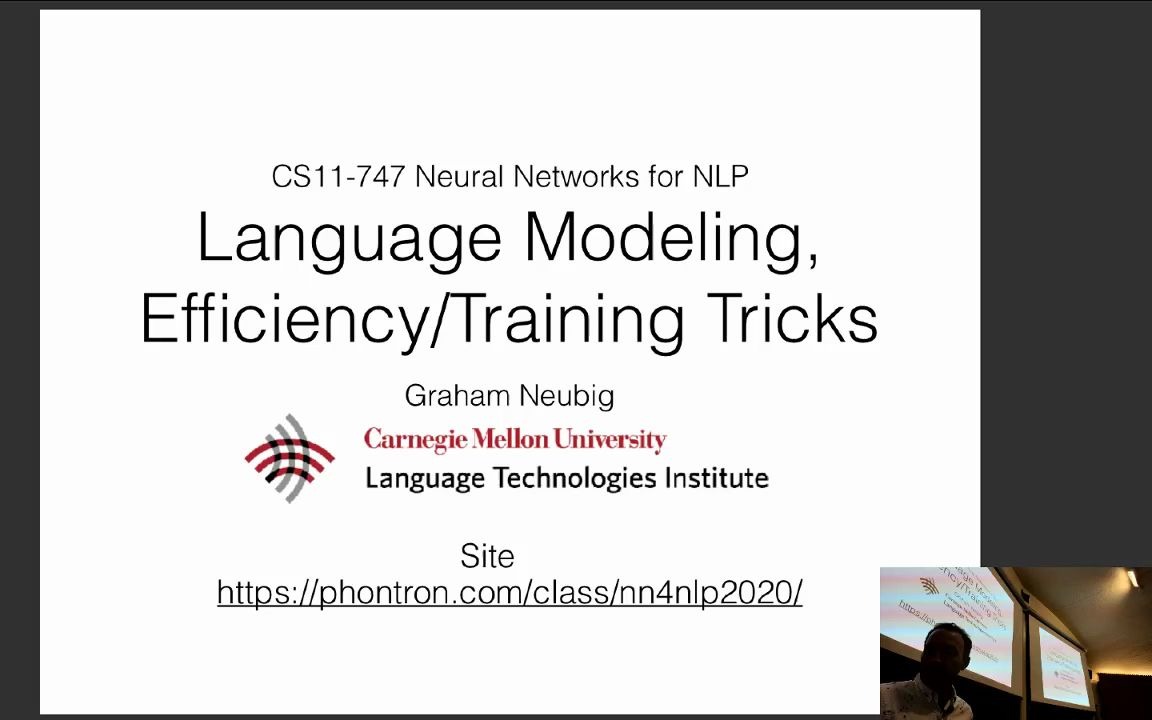 CS11-747 Neural Networks for NLP
Language Modeling,
Efficiency/Training Tricks
Graham Neubig
Carnegie Mellon University
Language Technologies Institute
Site
https://phontron.com/class/nn4nlp2020/